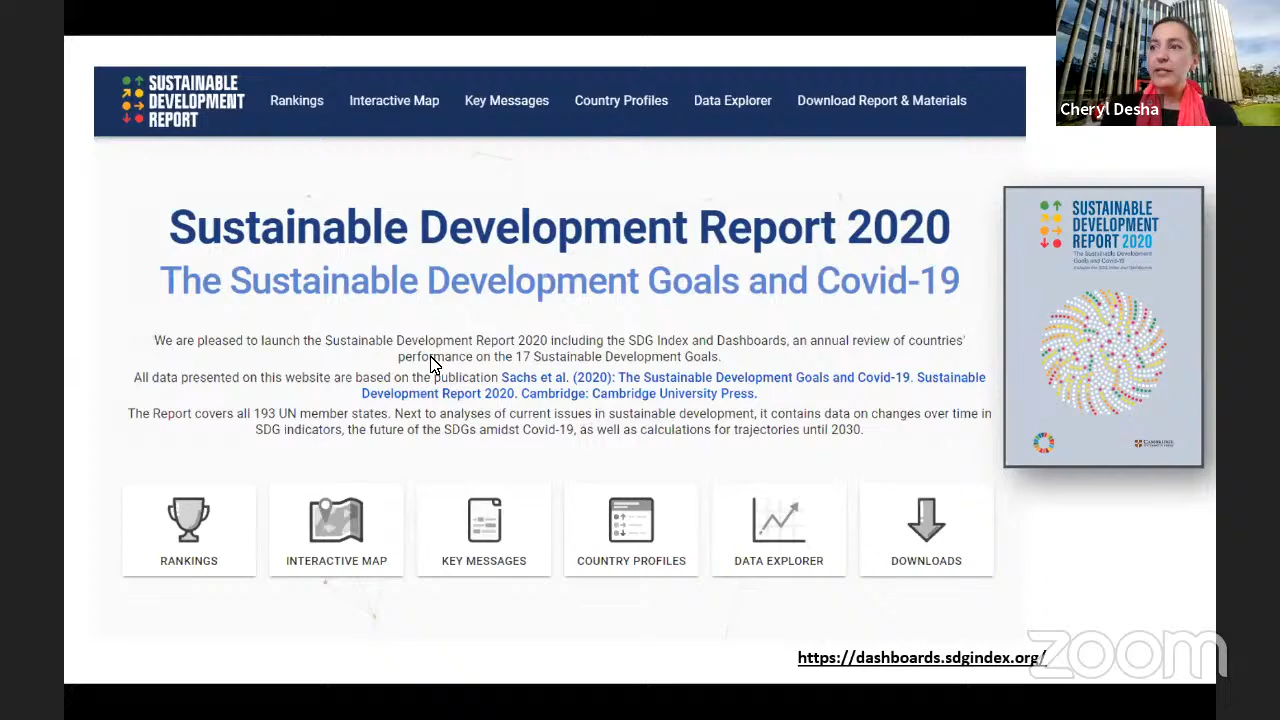 SUSTAINABLE
DEVELOPMENT
REPORT
Rankings
Interactive Map
Key Messages
Country Profiles
Data Explorer
Download Report & Materials
Cheryl Desha
Sustainable Development Report 2020
The Sustainable Development Goals and Covid-19
We are pleased to launch the Sustainable Development Report 2020 including the SDG Index and Dashboards, an annual review of countries'
performance on the 17 Sustainable Development Goals.
All data presented on this website are based on the publication Sachs et al. (2020): The Sustainable Development Goals and Covid-19. Sustainable
Development Report 2020. Cambridge: Cambridge University Press.
The Report covers all 193 UN member states. Next to analyses of current issues in sustainable development, it contains data on changes over time in
SDG indicators, the future of the SDGs amidst Covid-19, as well as calculations for trajectories until 2030.
SUSTAINABLE
DEVELOPMENT
REPORT 2020
The Sustainable Development
Goals and Covid-19
CAMBRIDGE
RANKINGS
INTERACTIVE MAP
KEY MESSAGES
COUNTRY PROFILES
DATA EXPLORER
DOWNLOADS
https://dashboards.sdgindex.org/
zoom